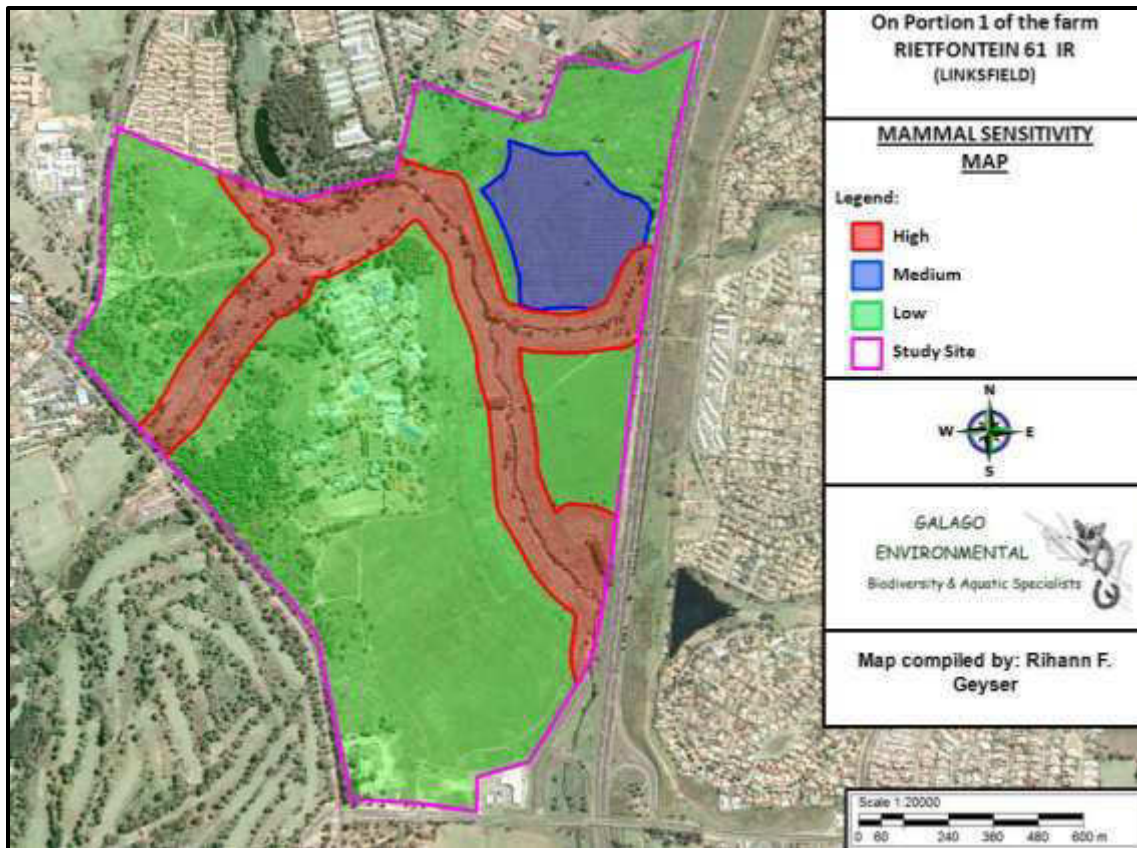 On Portion 1 of the farm
RIETFONTEIN 61 IR
(LINKSFIELD)
MAMMAL SENSITIVITY
MAP
Legend:
High
Medium
Low
Study Site
N
W
E
S
GALAGO
ENVIRONMENTAL
Biodiversity & Aquatic Specialists
Map compiled by: Rihann F.
Geyser
Scale 1:20000
0 60 240 360 480 600 m